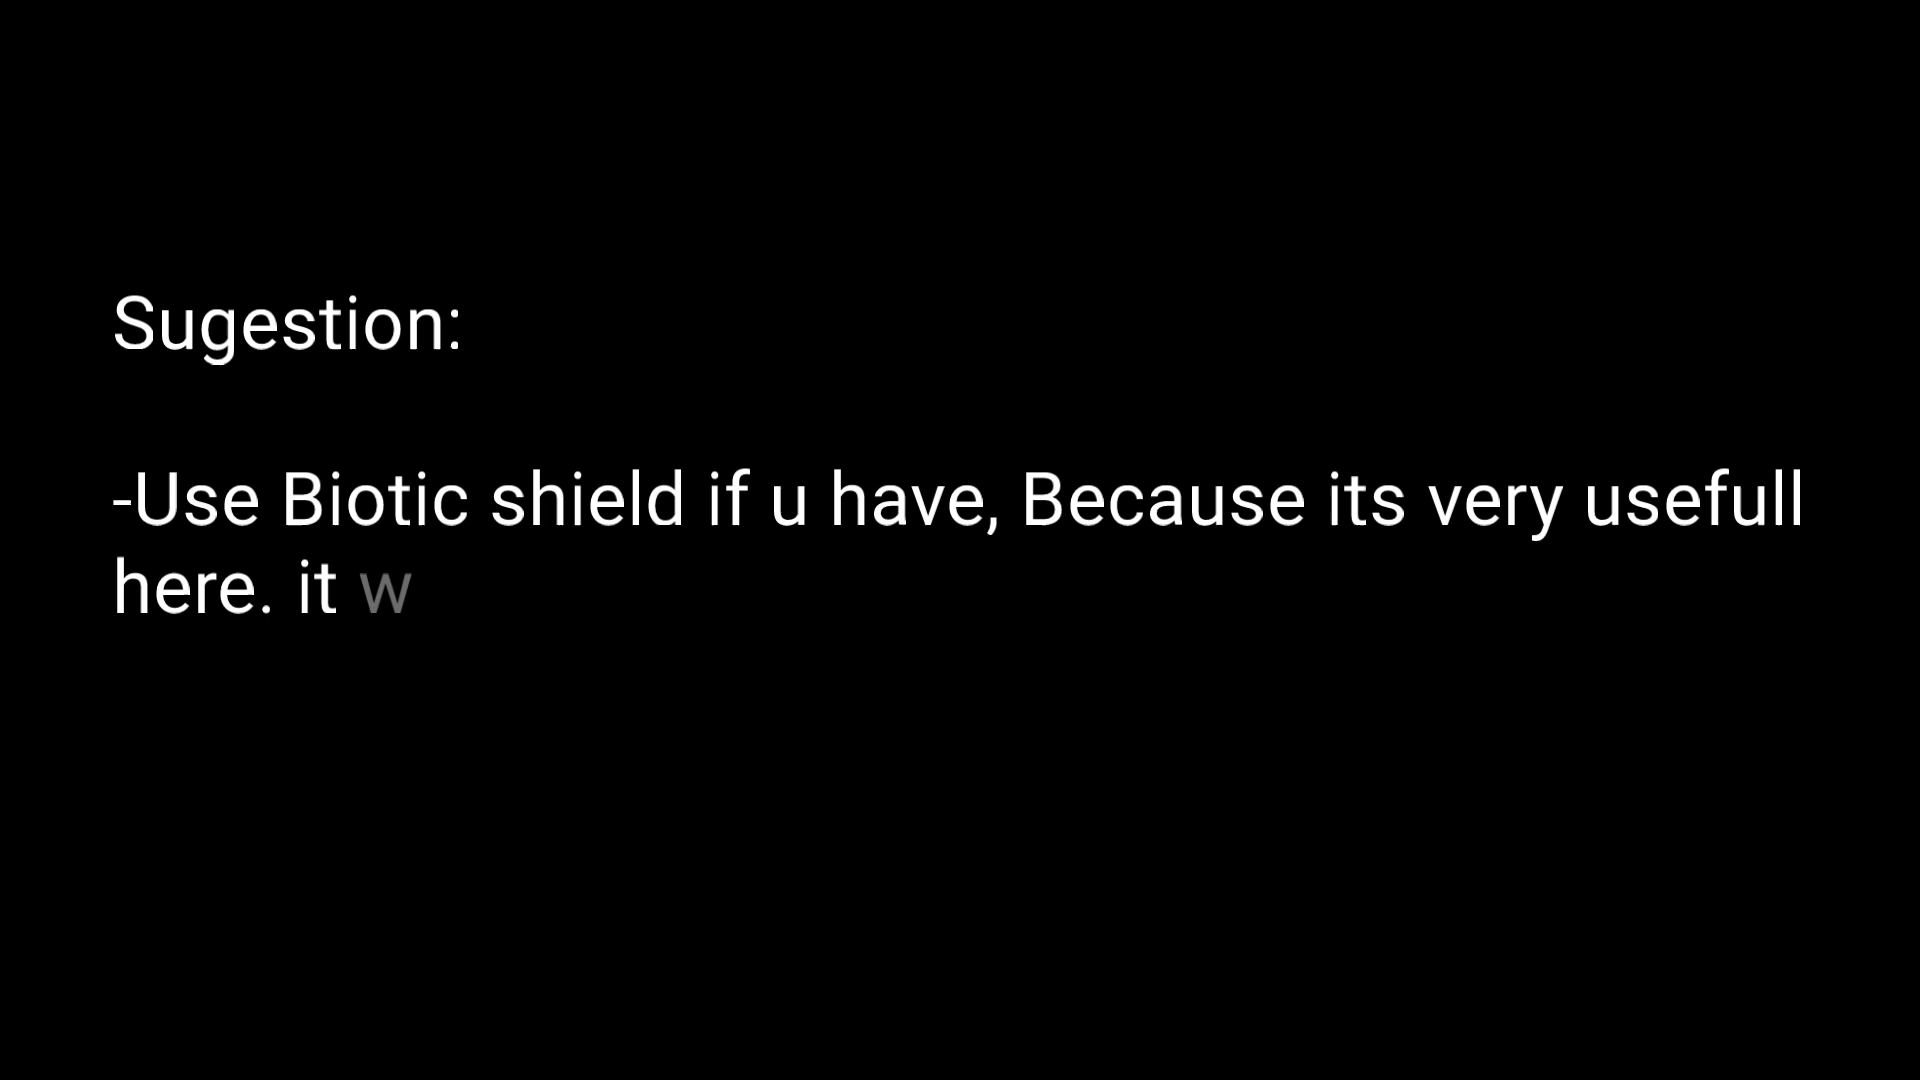 Sugestion:
-Use Biotic shield if u have, Because its very usefull
here. it w